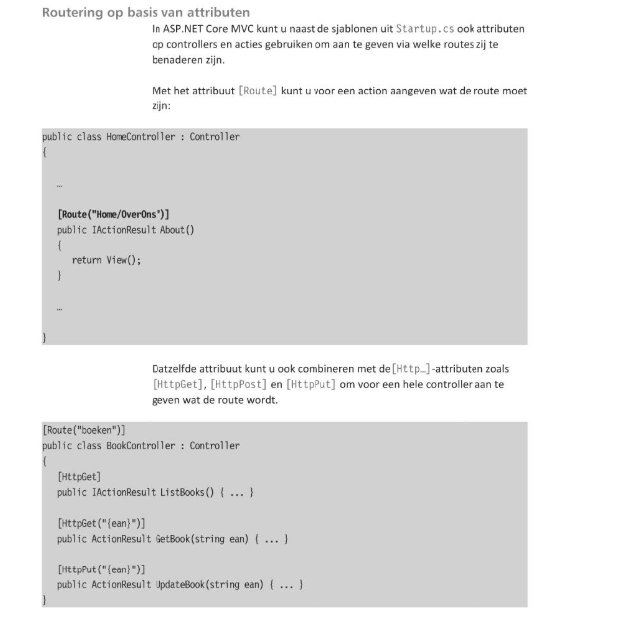 Routering op basis van attributen
In ASP.NET Core MVC kunt u naast de sjablonen uit Startup.cs ook attributen
op controllers en acties gebruiken om aan te geven via welke routes zij te
benaderen zijn.
Met het attribuut [Route] kunt u voor een action aangeven wat de route moet
zijn:
public class HomeController : Controller
{
…
[Route("Home/OverOns")]
public IActionResult About()
{
return View();
}
…
}
Datzelfde attribuut kunt u ook combineren met de [Http…]-attributen zoals
[HttpGet], [HttpPost] en [HttpPut] om voor een hele controller aan te
geven wat de route wordt.
[Route("boeken")]
public class BookController : Controller
{
[HttpGet]
public IActionResult ListBooks() { ... }
[HttpGet("{ean}")]
public ActionResult GetBook(string ean) { ... }
[HttpPut("{ean}")]
public ActionResult UpdateBook(string ean) { ... }
}